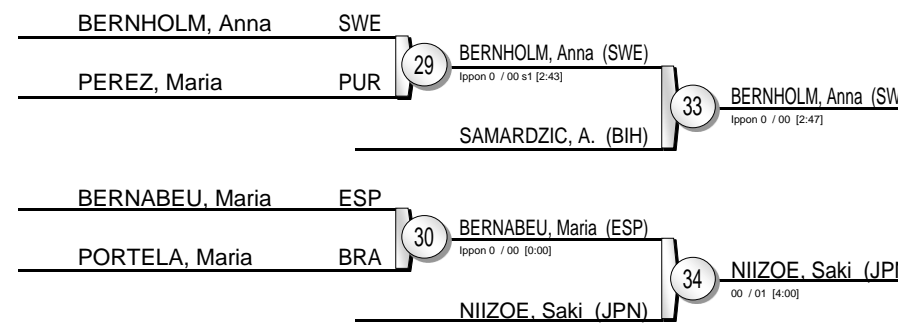 BERNHOLM, Anna SWE
PEREZ, Maria PUR
29
BERNHOLM, Anna (SWE)
Ippon 0 / 00 s1 [2:43]
SAMARDZIC, A. (BIH)
33
BERNHOLM, Anna (SW
Ippon 0 / 00 [2:47]
BERNABEU, Maria ESP
PORTELA, Maria BRA
30
BERNABEU, Maria (ESP)
Ippon 0 / 00 [0:00]
NIIZOE, Saki (JPN)
34
NIIZOE, Saki (JP
00 / 01 [4:00]